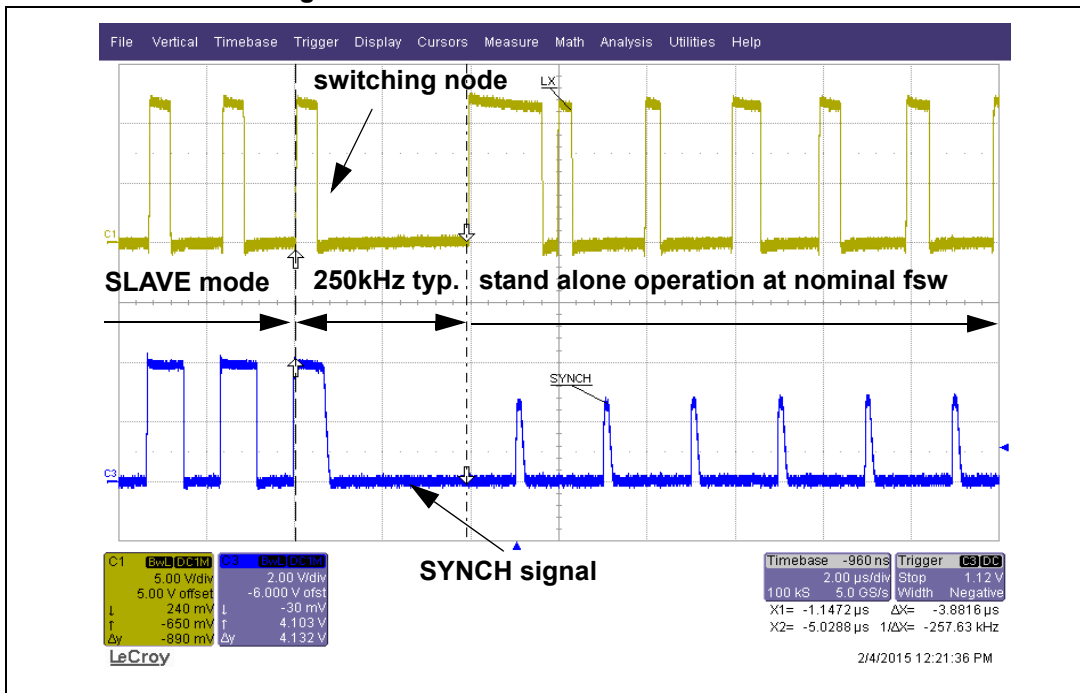 File Vertical Timebase Trigger Display Cursors Measure Math Analysis Utilities Help
switching node
LX
C1
SLAVE mode
250kHz typ.
stand alone operation at nominal fsw
SYNCH
C3
SYNCH signal
C1 BwL DC1M
5.00 V/div
5.00 V offset
↓ 240 mV
↑ -650 mV
Δy -890 mV
C3 BwL DC1M
2.00 V/div
-6.000 V ofst
↓ -30 mV
↑ 4.103 V
Δy 4.132 V
Timebase -960 ns
2.00 µs/div
100 kS 5.0 GS/s
Trigger C3 DC
Stop 1.12 V
Width Negative
X1= -1.1472 µs ΔX= -3.8816 µs
X2= -5.0288 µs 1/ΔX= -257.63 kHz
LeCroy
2/4/2015 12:21:36 PM